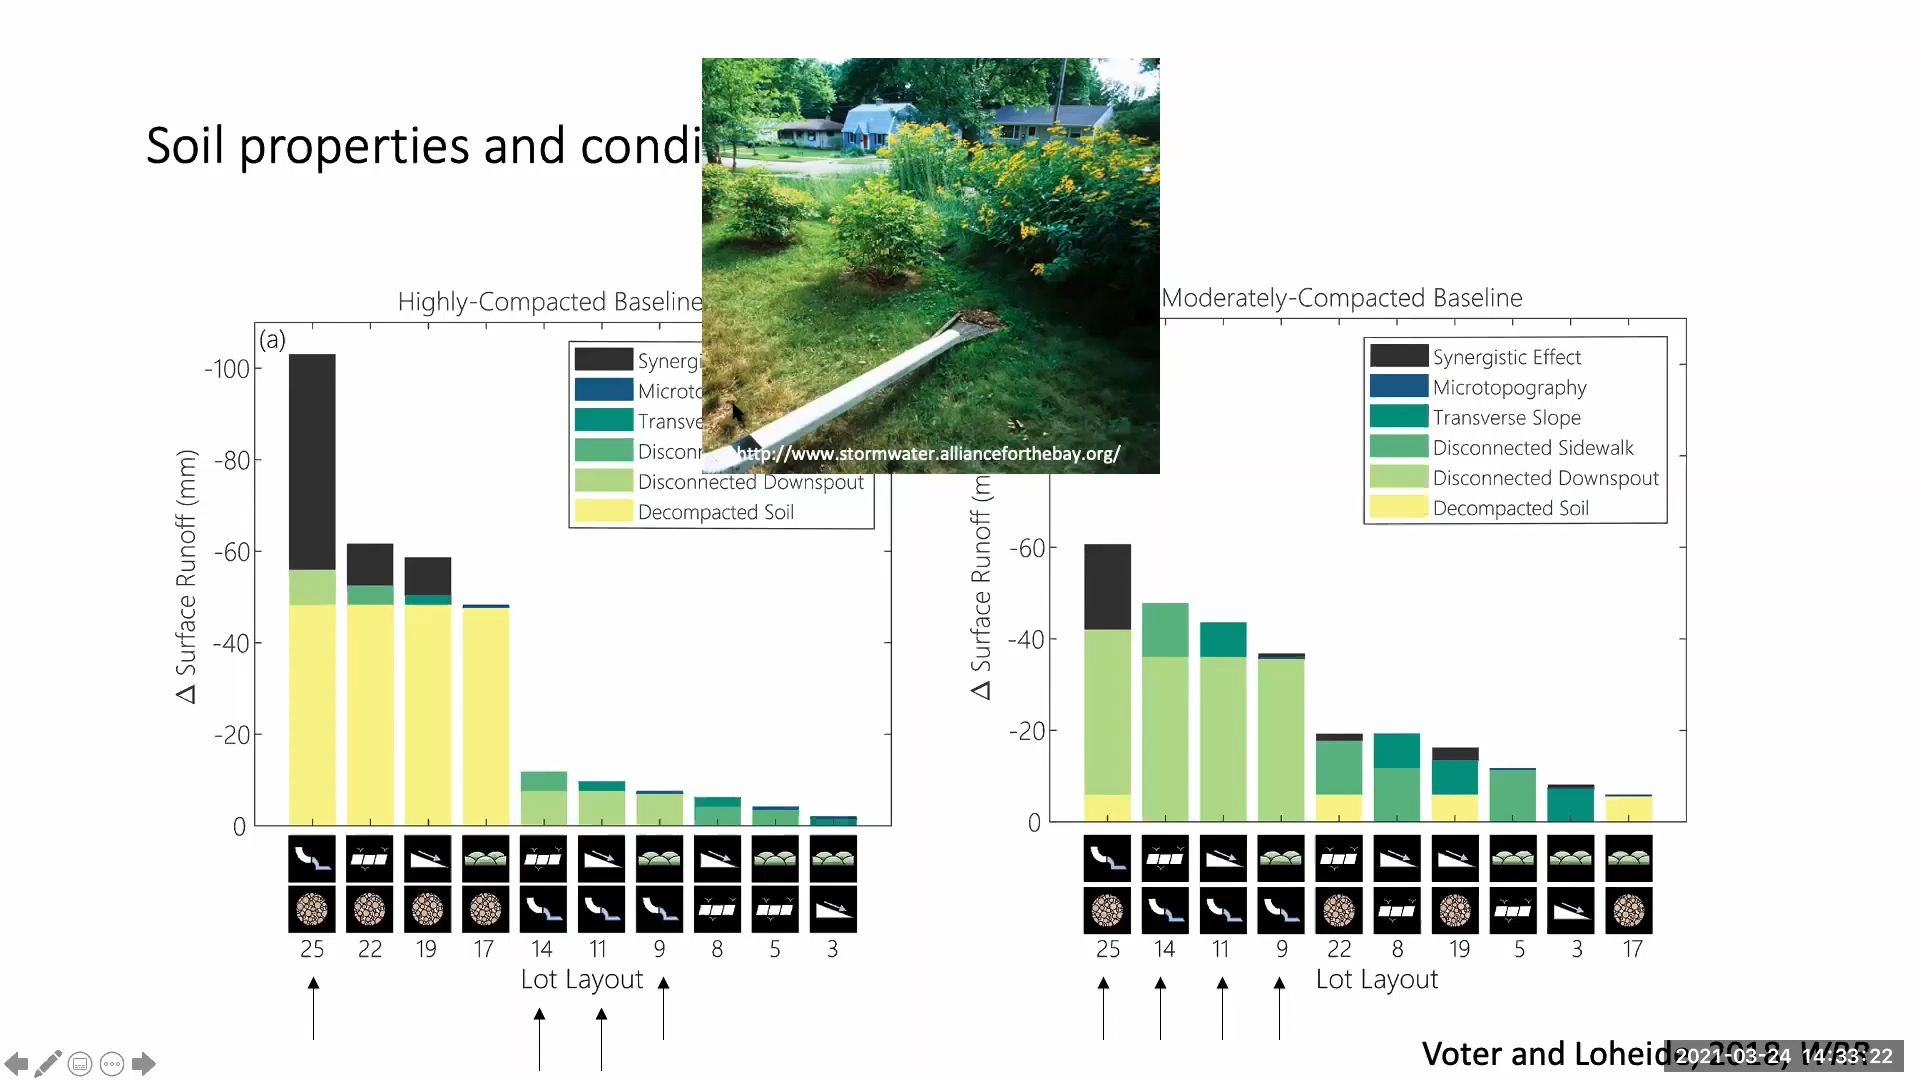 Soil properties and condi
http://www.stormwater.allianceforthebay.org/
Highly-Compacted Baseline
(a)
Δ Surface Runoff (mm)
-100
-80
-60
-40
-20
0
Synergi
Microto
Transve
Disconn
Disconnected Downspout
Decompacted Soil
25 22 19 17 14 11 9 8 5 3
Lot Layout
Moderately-Compacted Baseline
Δ Surface Runoff (m
-60
-40
-20
0
Synergistic Effect
Microtopography
Transverse Slope
Disconnected Sidewalk
Disconnected Downspout
Decompacted Soil
25 14 11 9 22 8 19 5 3 17
Lot Layout
Voter and Loheide, 2018, WRR
2021-03-24 14:33:22